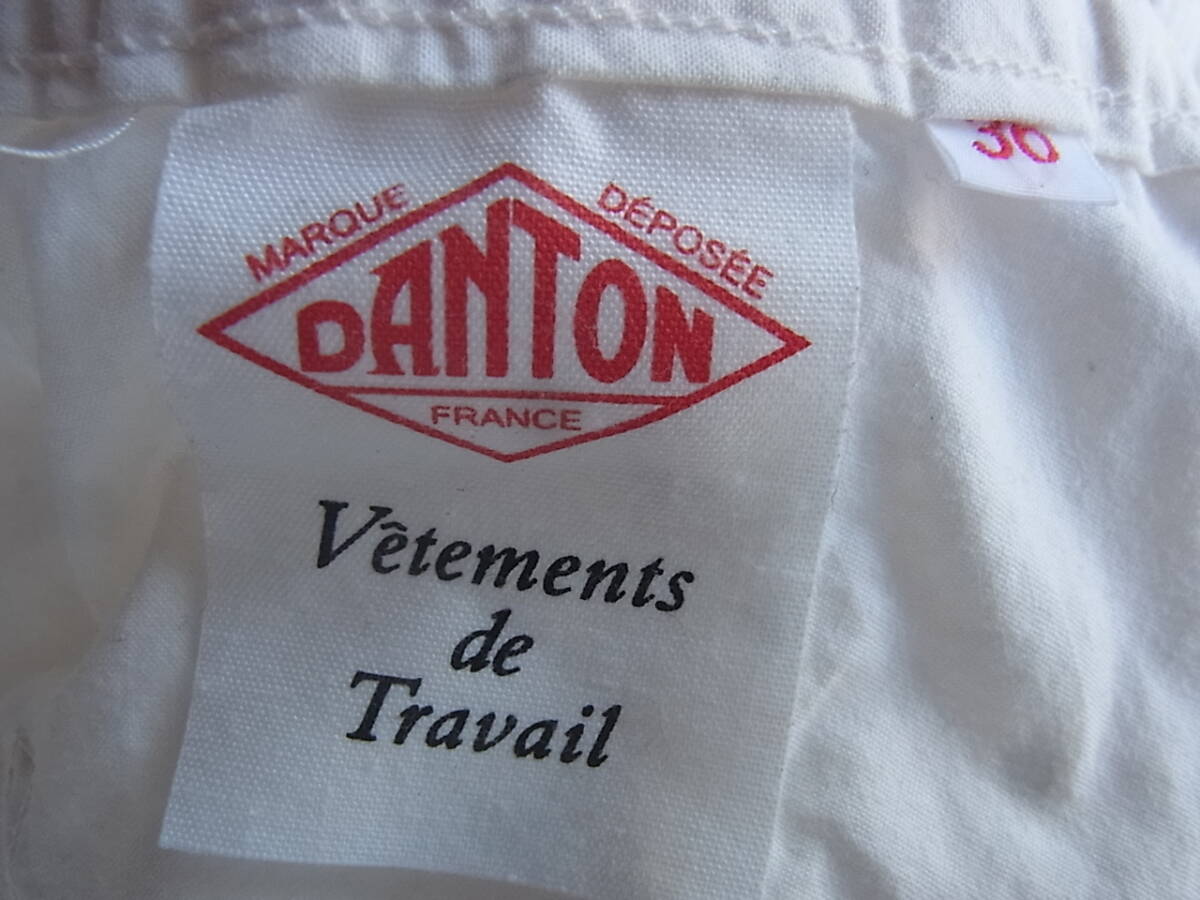 MARQUE DÉPOSÉE
DANTON
FRANCE
Vêtements
de
Travail
36